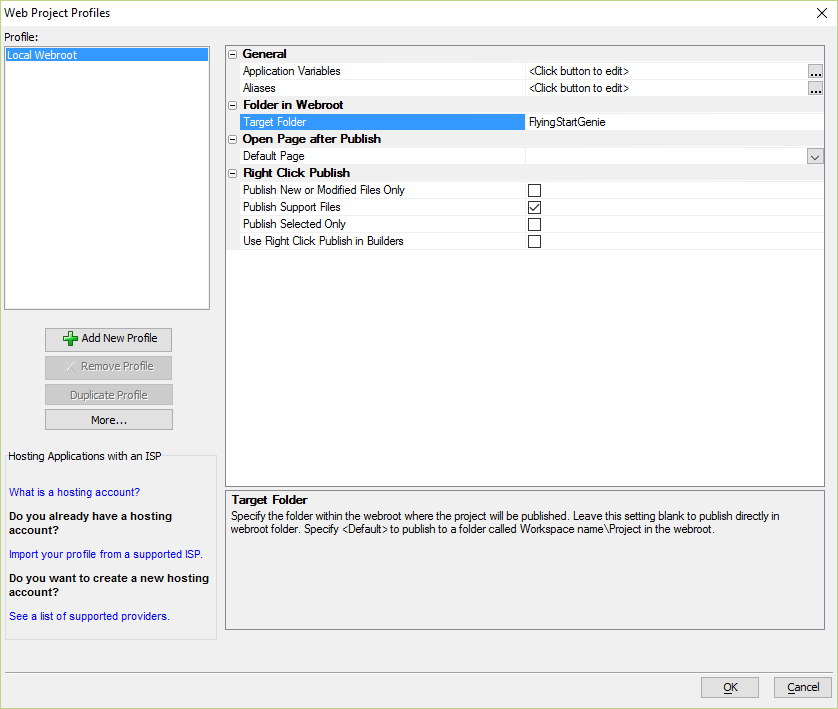 Web Project Profiles
Profile:
Local Webroot
General
Application Variables <Click button to edit> ...
Aliases <Click button to edit> ...
Folder in Webroot
Target Folder FlyingStartGenie
Open Page after Publish
Default Page
Right Click Publish
Publish New or Modified Files Only
Publish Support Files
Publish Selected Only
Use Right Click Publish in Builders
Add New Profile
Remove Profile
Duplicate Profile
More...
Hosting Applications with an ISP
What is a hosting account?
Do you already have a hosting
account?
Import your profile from a supported ISP.
Do you want to create a new hosting
account?
See a list of supported providers.
Target Folder
Specify the folder within the webroot where the project will be published. Leave this setting blank to publish directly in
webroot folder. Specify <Default> to publish to a folder called Workspace name\Project in the webroot.
OK
Cancel